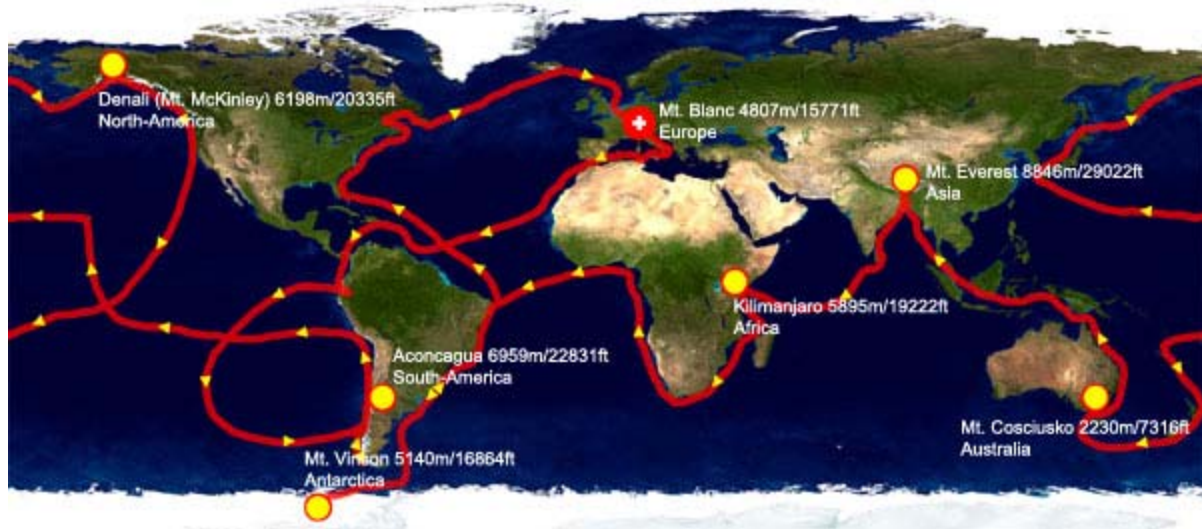 Denali (Mt. McKinley) 6198m/20335ft
North-America
Mt. Blanc 4807m/15771ft
Europe
Mt. Everest 8846m/29022ft
Asia
Kilimanjaro 5895m/19222ft
Africa
Aconcagua 6959m/22831ft
South-America
Mt. Cosciusko 2230m/7316ft
Australia
Mt. Vinson 5140m/16864ft
Antarctica